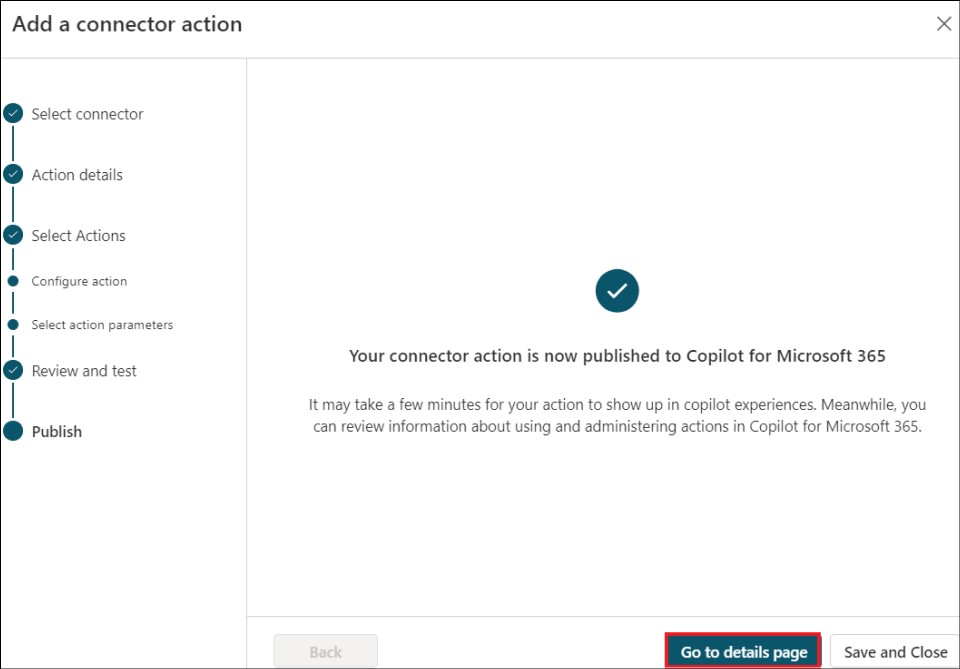 Add a connector action
Select connector
Action details
Select Actions
Configure action
Select action parameters
Review and test
Publish
Your connector action is now published to Copilot for Microsoft 365
It may take a few minutes for your action to show up in copilot experiences. Meanwhile, you
can review information about using and administering actions in Copilot for Microsoft 365.
Back
Go to details page
Save and Close